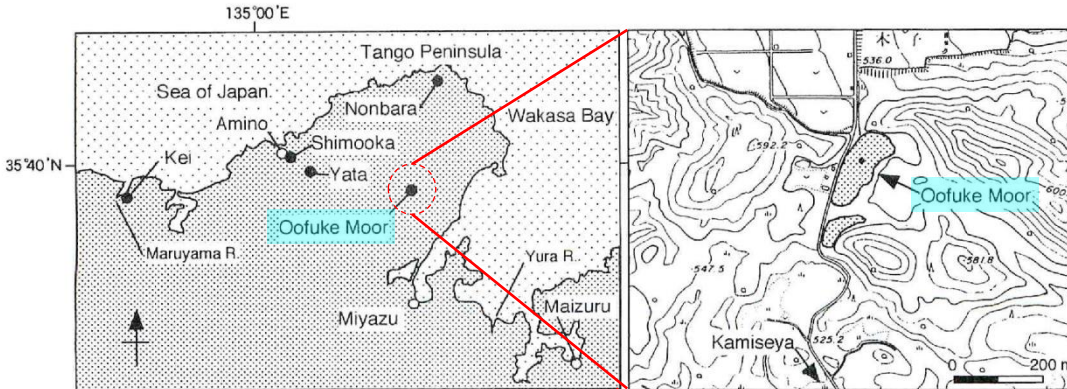 135°00' E
Tango Peninsula
Sea of Japan
Nonbara
Wakasa Bay
Amino
Shimooka
35°40' N
Kei
Yata
Oofuke Moor
Maruyama R.
Yura R.
Miyazu
Maizuru
木子
536.0
592.2
600
Oofuke Moor
547.5
581.8
525.2
Kamiseya
0 200 m